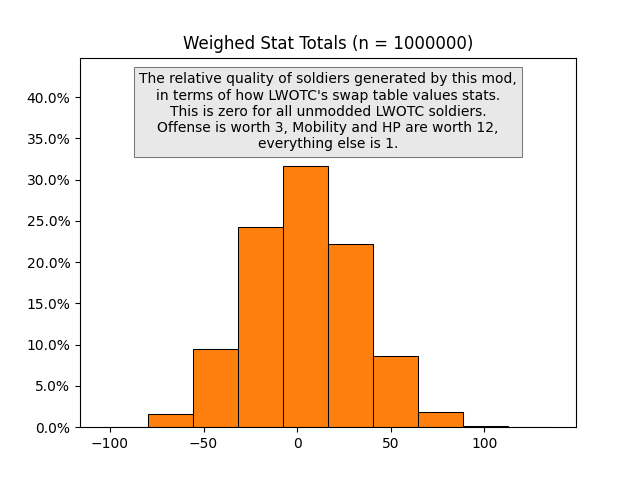 Weighed Stat Totals (n = 1000000)
The relative quality of soldiers generated by this mod,
in terms of how LWOTC's swap table values stats.
This is zero for all unmodded LWOTC soldiers.
Offense is worth 3, Mobility and HP are worth 12,
everything else is 1.
40.0%
35.0%
30.0%
25.0%
20.0%
15.0%
10.0%
5.0%
0.0%
−100
−50
0
50
100